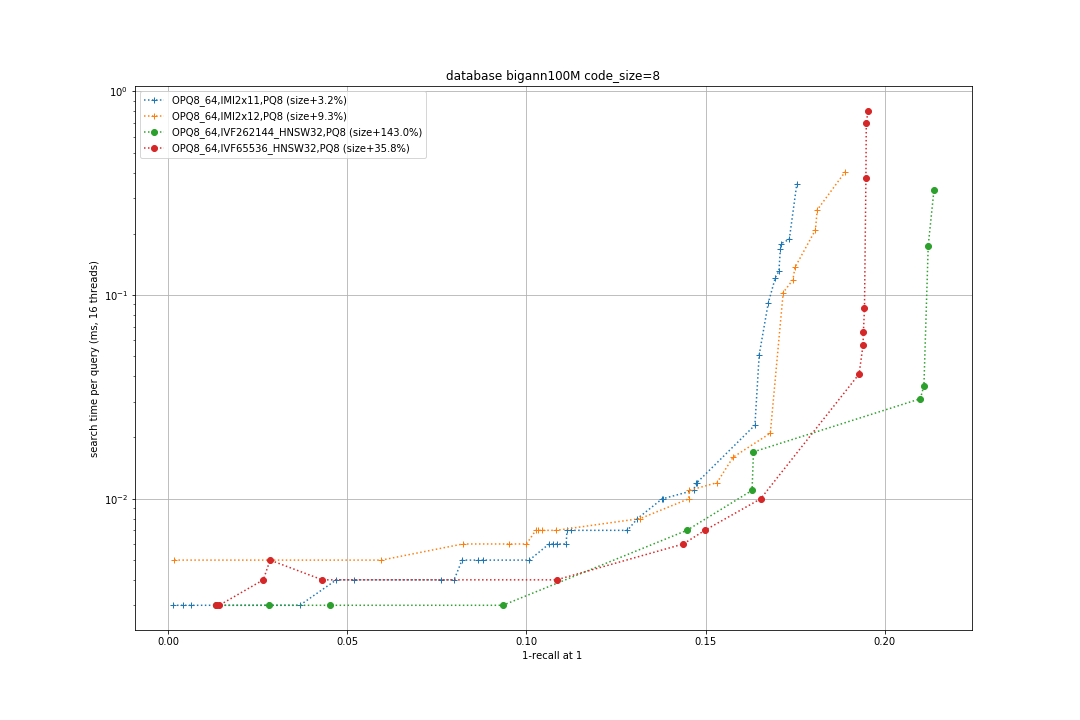 database bigann100M code_size=8
OPQ8_64,IMI2x11,PQ8 (size+3.2%)
OPQ8_64,IMI2x12,PQ8 (size+9.3%)
OPQ8_64,IVF262144_HNSW32,PQ8 (size+143.0%)
OPQ8_64,IVF65536_HNSW32,PQ8 (size+35.8%)
search time per query (ms, 16 threads)
10⁰
10⁻¹
10⁻²
0.00 0.05 0.10 0.15 0.20
1-recall at 1